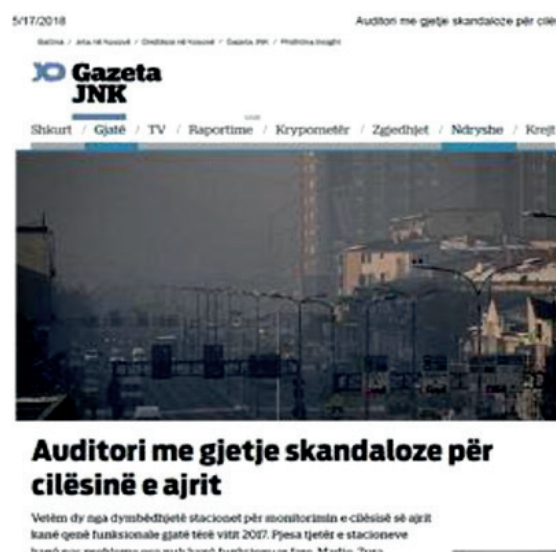 5/17/2018 Auditori me gjetje skandaloze për cilës
Gazeta
JNK
Shkurt / Gjatë / TV / Raportime / Krypometër / Zgjedhjet / Ndryshe / Krejt
Auditori me gjetje skandaloze për
cilësinë e ajrit
Vetëm dy nga dymbëdhjetë stacionet për monitorimin e cilësisë së ajrit
kanë qenë funksionale gjatë tërë vitit 2017. Pjesa tjetër e stacioneve